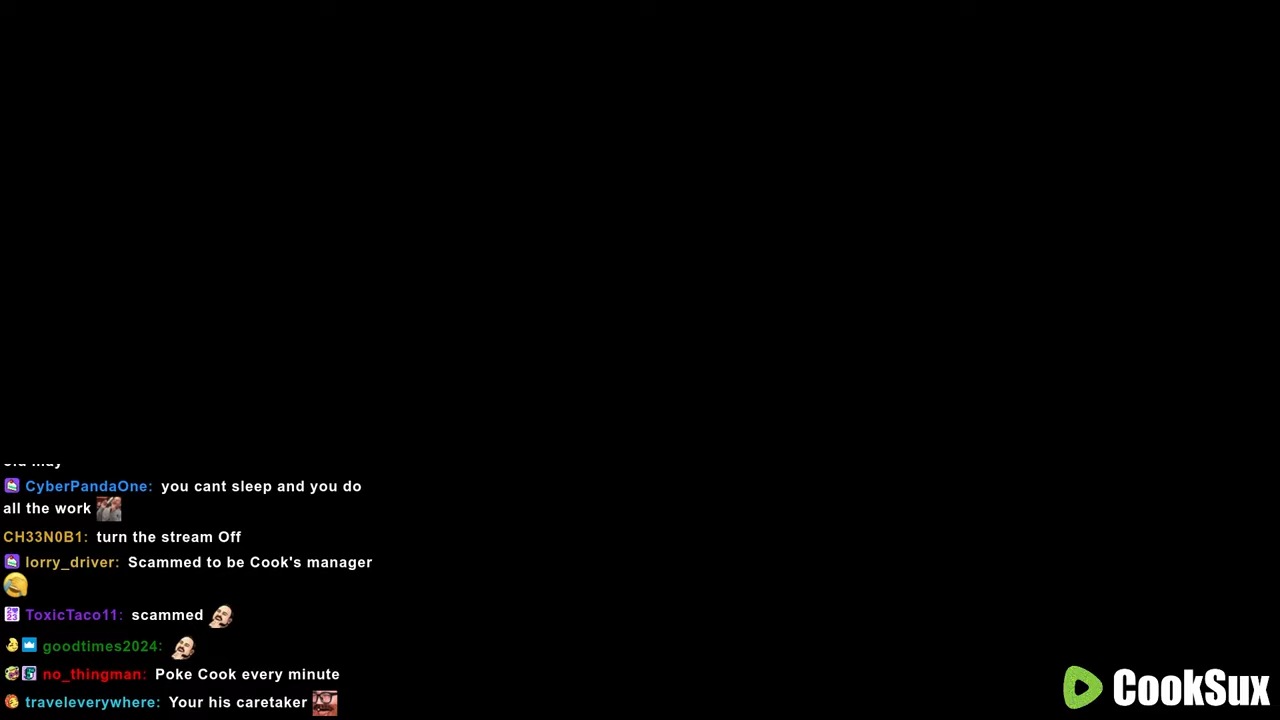 CyberPandaOne: you cant sleep and you do
all the work
CH33N0B1: turn the stream Off
lorry_driver: Scammed to be Cook's manager
ToxicTaco11: scammed
goodtimes2024:
no_thingman: Poke Cook every minute
traveleverywhere: Your his caretaker
CookSux